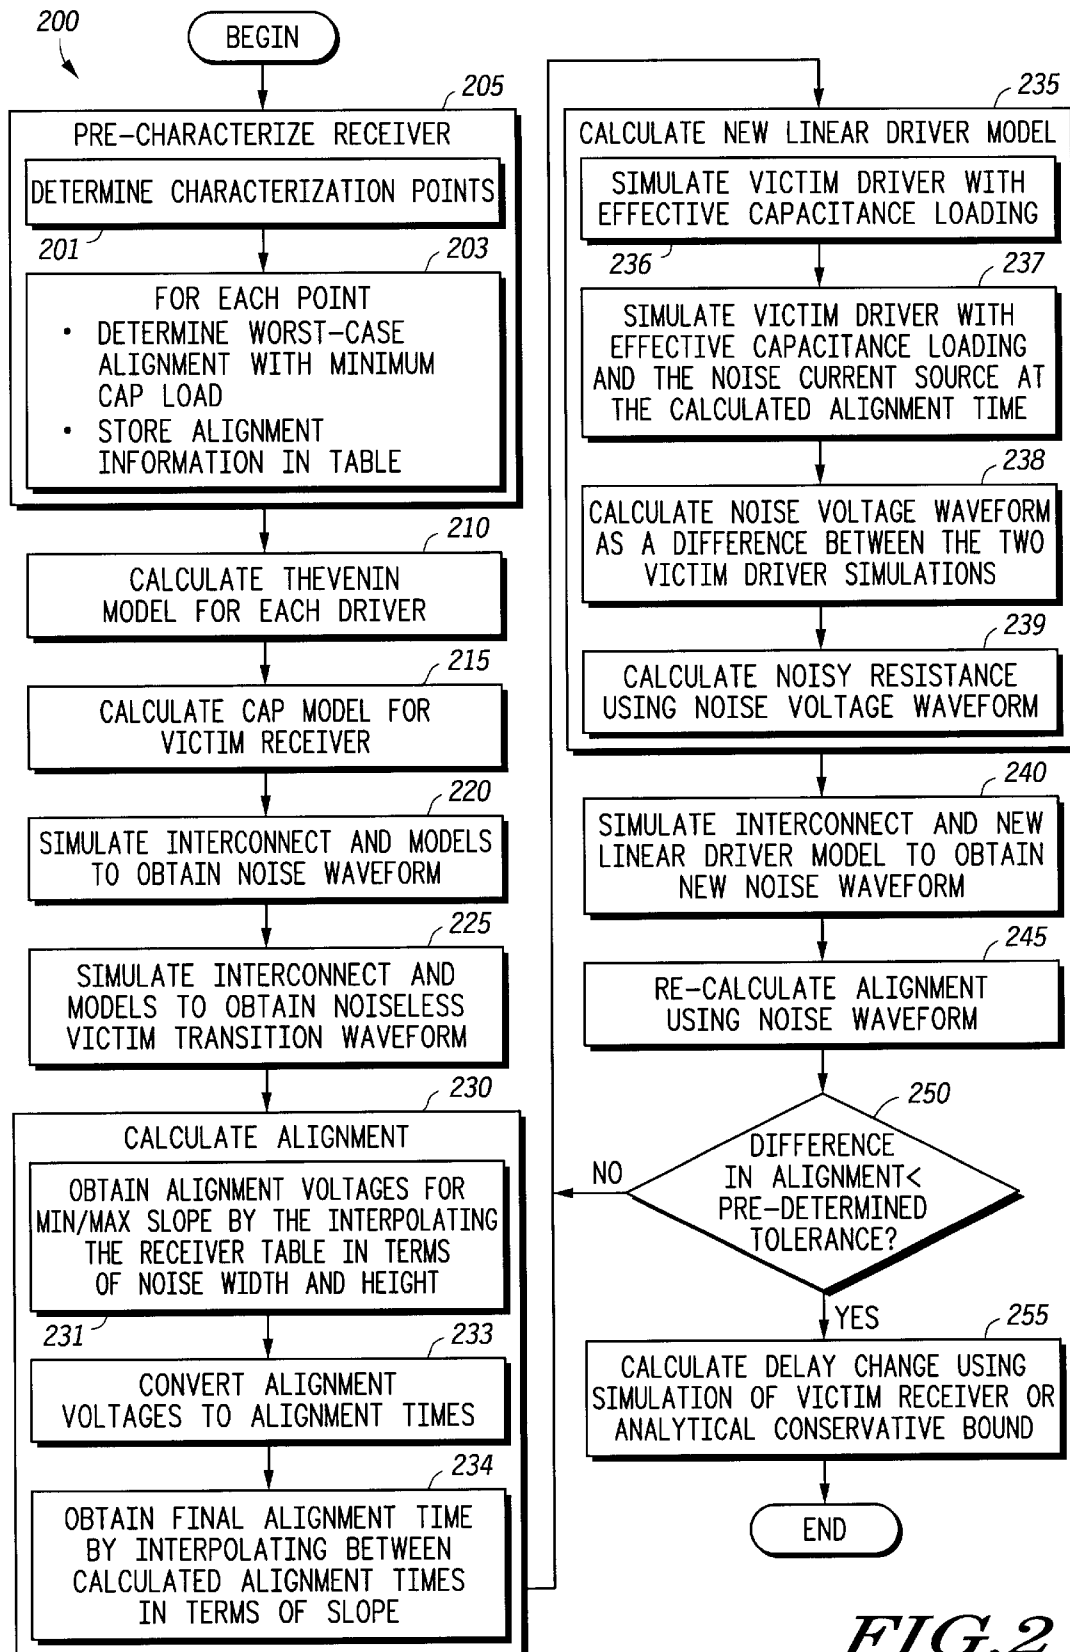 200
BEGIN
205
PRE-CHARACTERIZE RECEIVER
DETERMINE CHARACTERIZATION POINTS
201
203
FOR EACH POINT
• DETERMINE WORST-CASE
ALIGNMENT WITH MINIMUM
CAP LOAD
• STORE ALIGNMENT
INFORMATION IN TABLE
210
CALCULATE THEVENIN
MODEL FOR EACH DRIVER
215
CALCULATE CAP MODEL FOR
VICTIM RECEIVER
220
SIMULATE INTERCONNECT AND MODELS
TO OBTAIN NOISE WAVEFORM
225
SIMULATE INTERCONNECT AND
MODELS TO OBTAIN NOISELESS
VICTIM TRANSITION WAVEFORM
230
CALCULATE ALIGNMENT
OBTAIN ALIGNMENT VOLTAGES FOR
MIN/MAX SLOPE BY THE INTERPOLATING
THE RECEIVER TABLE IN TERMS
OF NOISE WIDTH AND HEIGHT
231
233
CONVERT ALIGNMENT
VOLTAGES TO ALIGNMENT TIMES
234
OBTAIN FINAL ALIGNMENT TIME
BY INTERPOLATING BETWEEN
CALCULATED ALIGNMENT TIMES
IN TERMS OF SLOPE
235
CALCULATE NEW LINEAR DRIVER MODEL
SIMULATE VICTIM DRIVER WITH
EFFECTIVE CAPACITANCE LOADING
236
237
SIMULATE VICTIM DRIVER WITH
EFFECTIVE CAPACITANCE LOADING
AND THE NOISE CURRENT SOURCE AT
THE CALCULATED ALIGNMENT TIME
238
CALCULATE NOISE VOLTAGE WAVEFORM
AS A DIFFERENCE BETWEEN THE TWO
VICTIM DRIVER SIMULATIONS
239
CALCULATE NOISY RESISTANCE
USING NOISE VOLTAGE WAVEFORM
240
SIMULATE INTERCONNECT AND NEW
LINEAR DRIVER MODEL TO OBTAIN
NEW NOISE WAVEFORM
245
RE-CALCULATE ALIGNMENT
USING NOISE WAVEFORM
250
DIFFERENCE
IN ALIGNMENT<
PRE-DETERMINED
TOLERANCE?
NO
YES
255
CALCULATE DELAY CHANGE USING
SIMULATION OF VICTIM RECEIVER OR
ANALYTICAL CONSERVATIVE BOUND
END
FIG.2